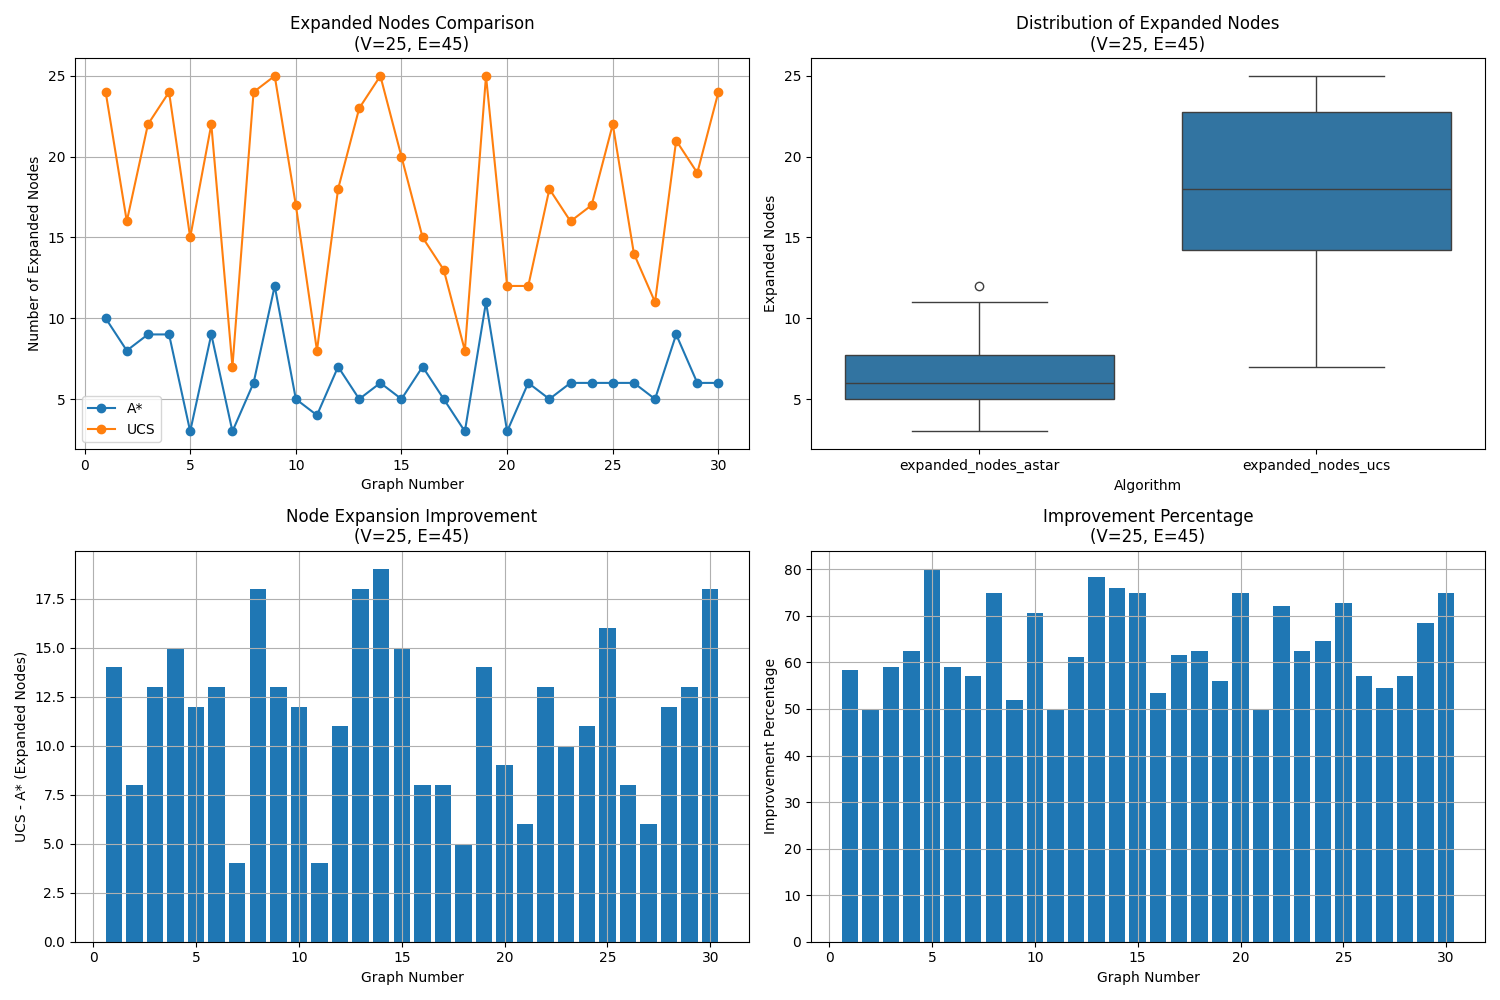 Expanded Nodes Comparison
(V=25, E=45)
Number of Expanded Nodes
25
20
15
10
5
A*
UCS
0 5 10 15 20 25 30
Graph Number
Distribution of Expanded Nodes
(V=25, E=45)
Expanded Nodes
25
20
15
10
5
expanded_nodes_astar expanded_nodes_ucs
Algorithm
Node Expansion Improvement
(V=25, E=45)
UCS - A* (Expanded Nodes)
17.5
15.0
12.5
10.0
7.5
5.0
2.5
0.0
0 5 10 15 20 25 30
Graph Number
Improvement Percentage
(V=25, E=45)
Improvement Percentage
80
70
60
50
40
30
20
10
0
0 5 10 15 20 25 30
Graph Number